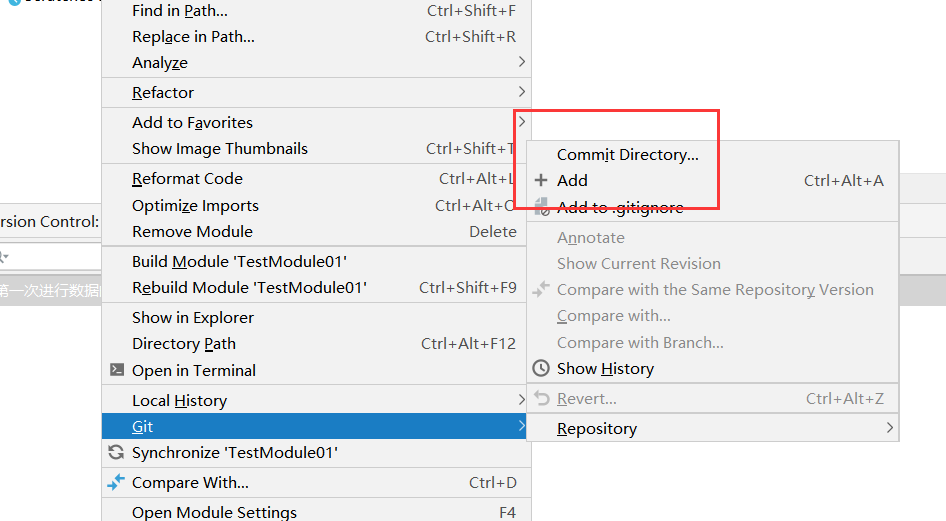 Find in Path... Ctrl+Shift+F
Replace in Path... Ctrl+Shift+R
Analyze
Refactor
Add to Favorites
Show Image Thumbnails Ctrl+Shift+T
Reformat Code Ctrl+Alt+L
Optimize Imports Ctrl+Alt+O
Remove Module Delete
Build Module 'TestModule01'
Rebuild Module 'TestModule01' Ctrl+Shift+F9
Show in Explorer
Directory Path Ctrl+Alt+F12
Open in Terminal
Local History
Git
Synchronize 'TestModule01'
Compare With... Ctrl+D
Open Module Settings F4
Commit Directory...
Add Ctrl+Alt+A
Add to .gitignore
Annotate
Show Current Revision
Compare with the Same Repository Version
Compare with...
Compare with Branch...
Show History
Revert... Ctrl+Alt+Z
Repository
ersion Control:
第一次进行数据